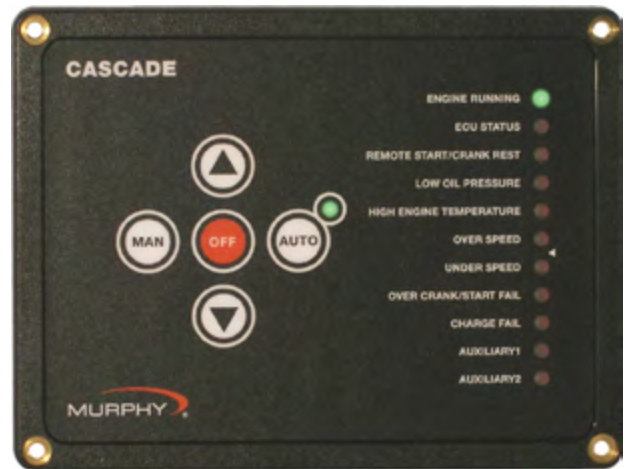 CASCADE
ENGINE RUNNING
ECU STATUS
REMOTE START/CRANK REST
LOW OIL PRESSURE
HIGH ENGINE TEMPERATURE
OVER SPEED
UNDER SPEED
OVER CRANK/START FAIL
CHARGE FAIL
AUXILIARY1
AUXILIARY2
MAN
OFF
AUTO
MURPHY